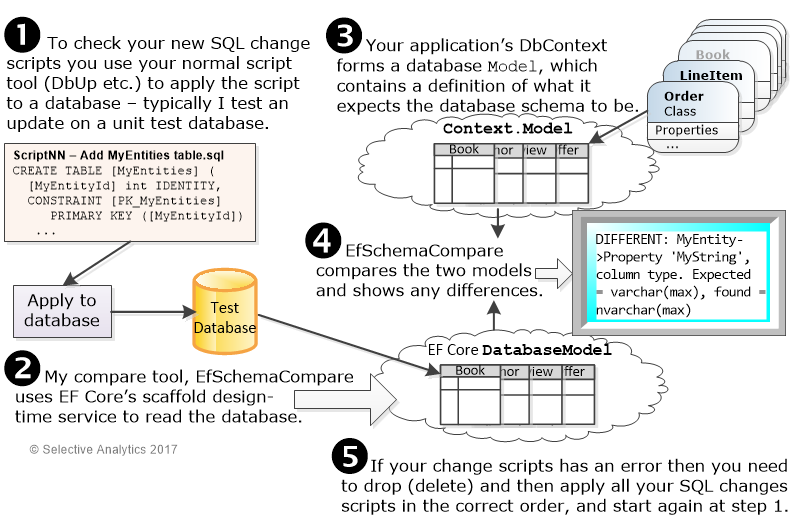 1 To check your new SQL change
scripts you use your normal script
tool (DbUp etc.) to apply the script
to a database – typically I test an
update on a unit test database.
ScriptNN – Add MyEntities table.sql
CREATE TABLE [MyEntities] (
[MyEntityId] int IDENTITY,
CONSTRAINT [PK_MyEntities]
PRIMARY KEY ([MyEntityId])
...
Apply to
database
Test
Database
2 My compare tool, EfSchemaCompare
uses EF Core's scaffold design-
time service to read the database.
© Selective Analytics 2017
3 Your application's DbContext
forms a database Model, which
contains a definition of what it
expects the database schema to be.
Book
LineItem
Order
Class
Properties
...
Context.Model
Book hor view ffer
4 EfSchemaCompare
compares the two models
and shows any differences.
DIFFERENT: MyEntity-
>Property 'MyString',
column type. Expected
= varchar(max), found =
nvarchar(max)
EF Core DatabaseModel
Book hor view ffer
5 If your change scripts has an error then you need
to drop (delete) and then apply all your SQL changes
scripts in the correct order, and start again at step 1.